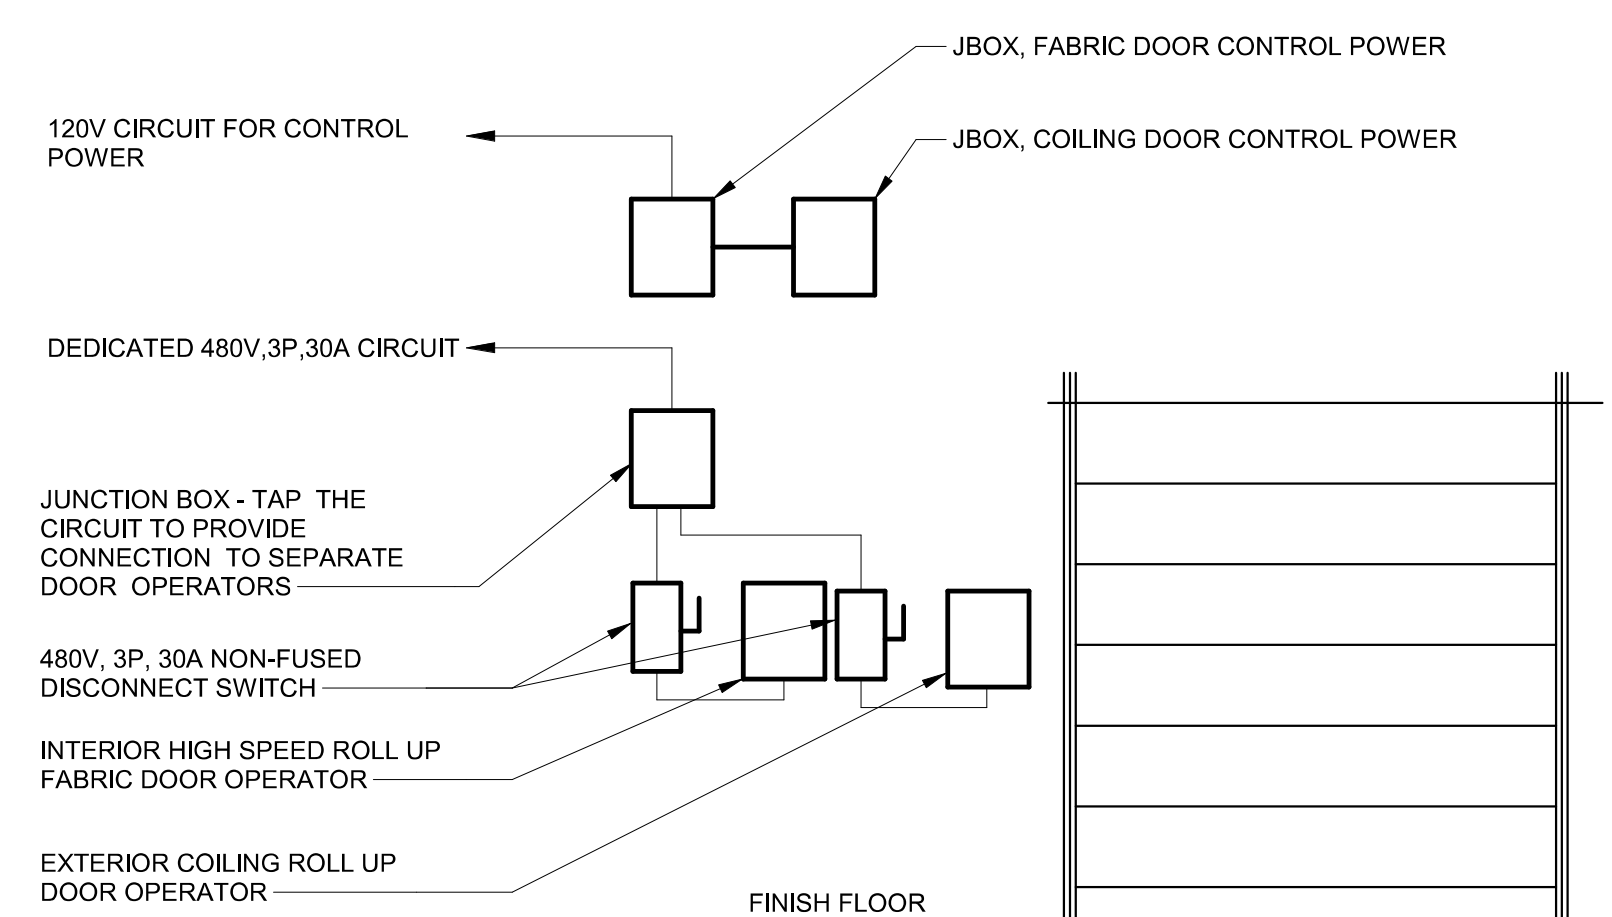 JBOX, FABRIC DOOR CONTROL POWER
120V CIRCUIT FOR CONTROL
POWER
JBOX, COILING DOOR CONTROL POWER
DEDICATED 480V,3P,30A CIRCUIT
JUNCTION BOX - TAP THE
CIRCUIT TO PROVIDE
CONNECTION TO SEPARATE
DOOR OPERATORS
480V, 3P, 30A NON-FUSED
DISCONNECT SWITCH
INTERIOR HIGH SPEED ROLL UP
FABRIC DOOR OPERATOR
EXTERIOR COILING ROLL UP
DOOR OPERATOR
FINISH FLOOR